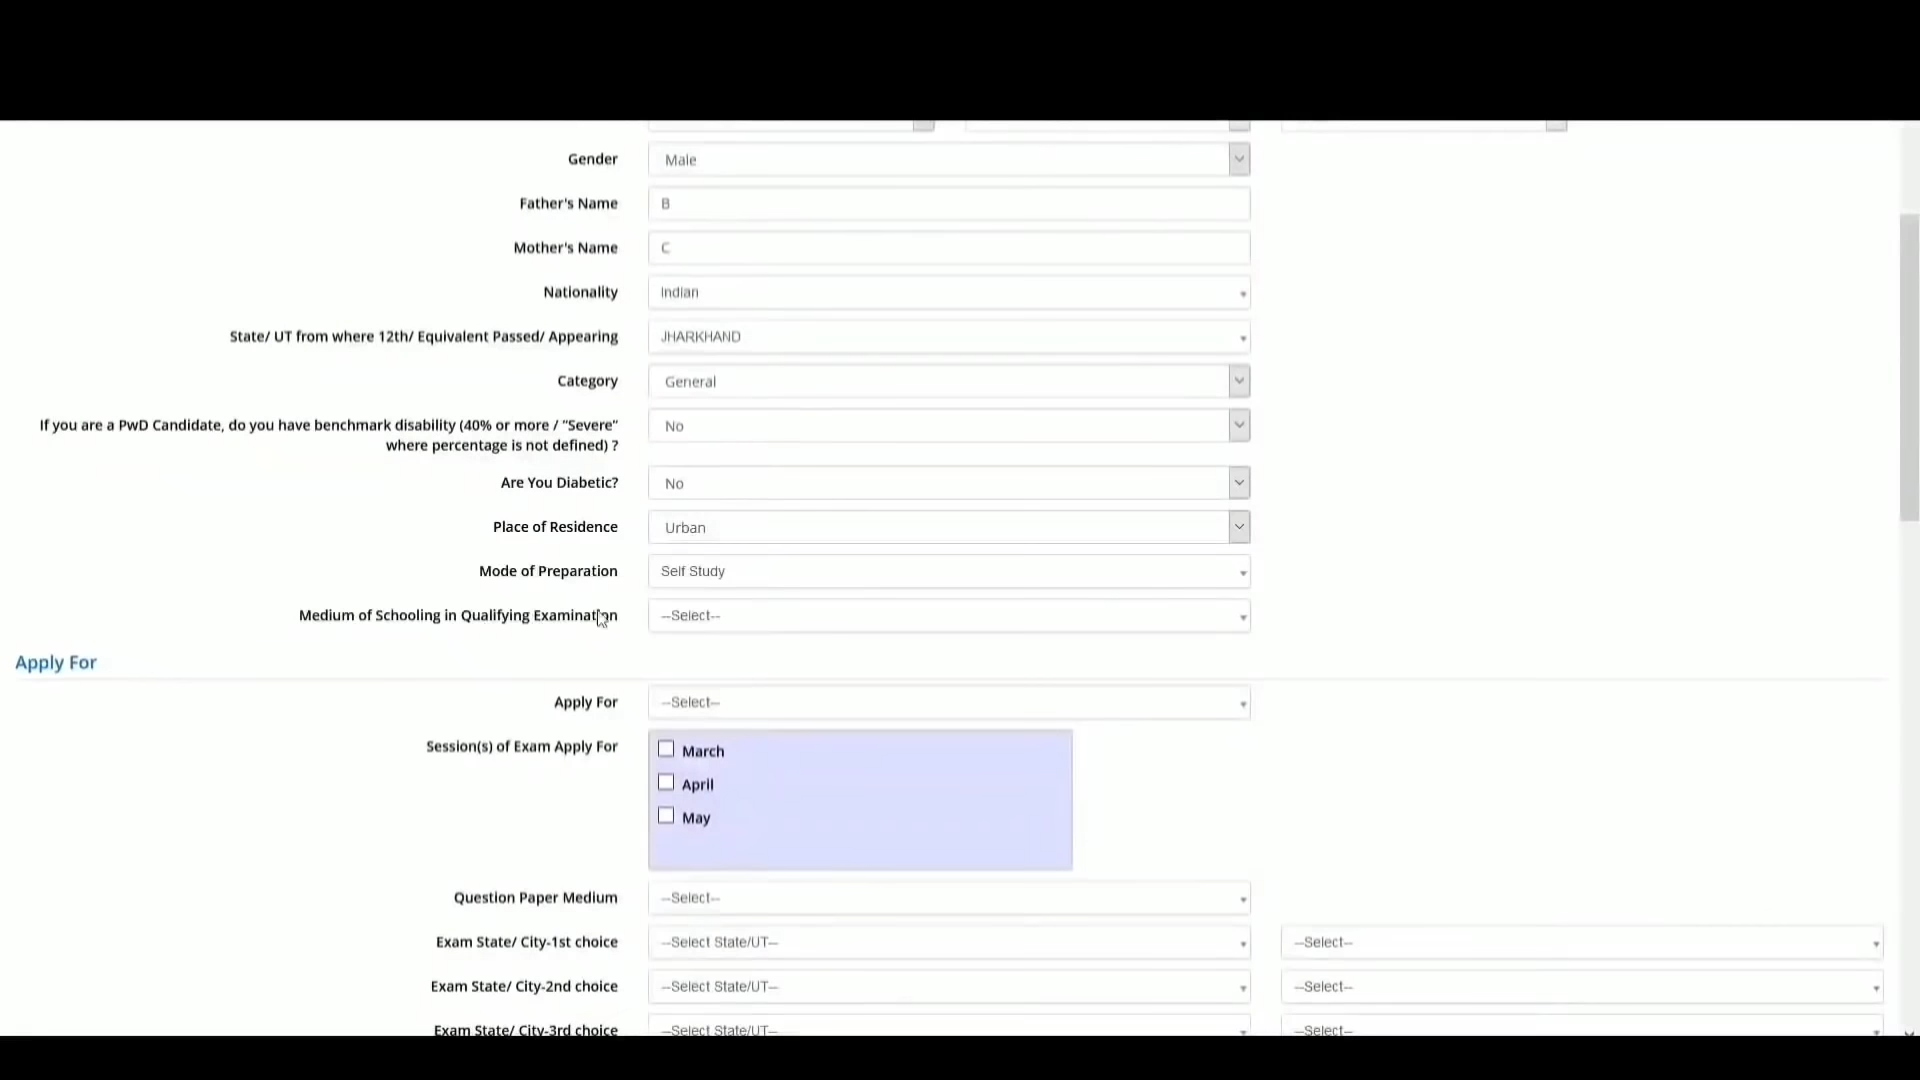 Gender Male
Father's Name B
Mother's Name C
Nationality Indian
State/ UT from where 12th/ Equivalent Passed/ Appearing JHARKHAND
Category General
If you are a PwD Candidate, do you have benchmark disability (40% or more / "Severe" No
where percentage is not defined) ?
Are You Diabetic? No
Place of Residence Urban
Mode of Preparation Self Study
Medium of Schooling in Qualifying Examination --Select--
Apply For
Apply For --Select--
Session(s) of Exam Apply For March
April
May
Question Paper Medium --Select--
Exam State/ City-1st choice --Select State/UT-- --Select--
Exam State/ City-2nd choice --Select State/UT-- --Select--
Exam State/ City-3rd choice --Select State/UT-- --Select--